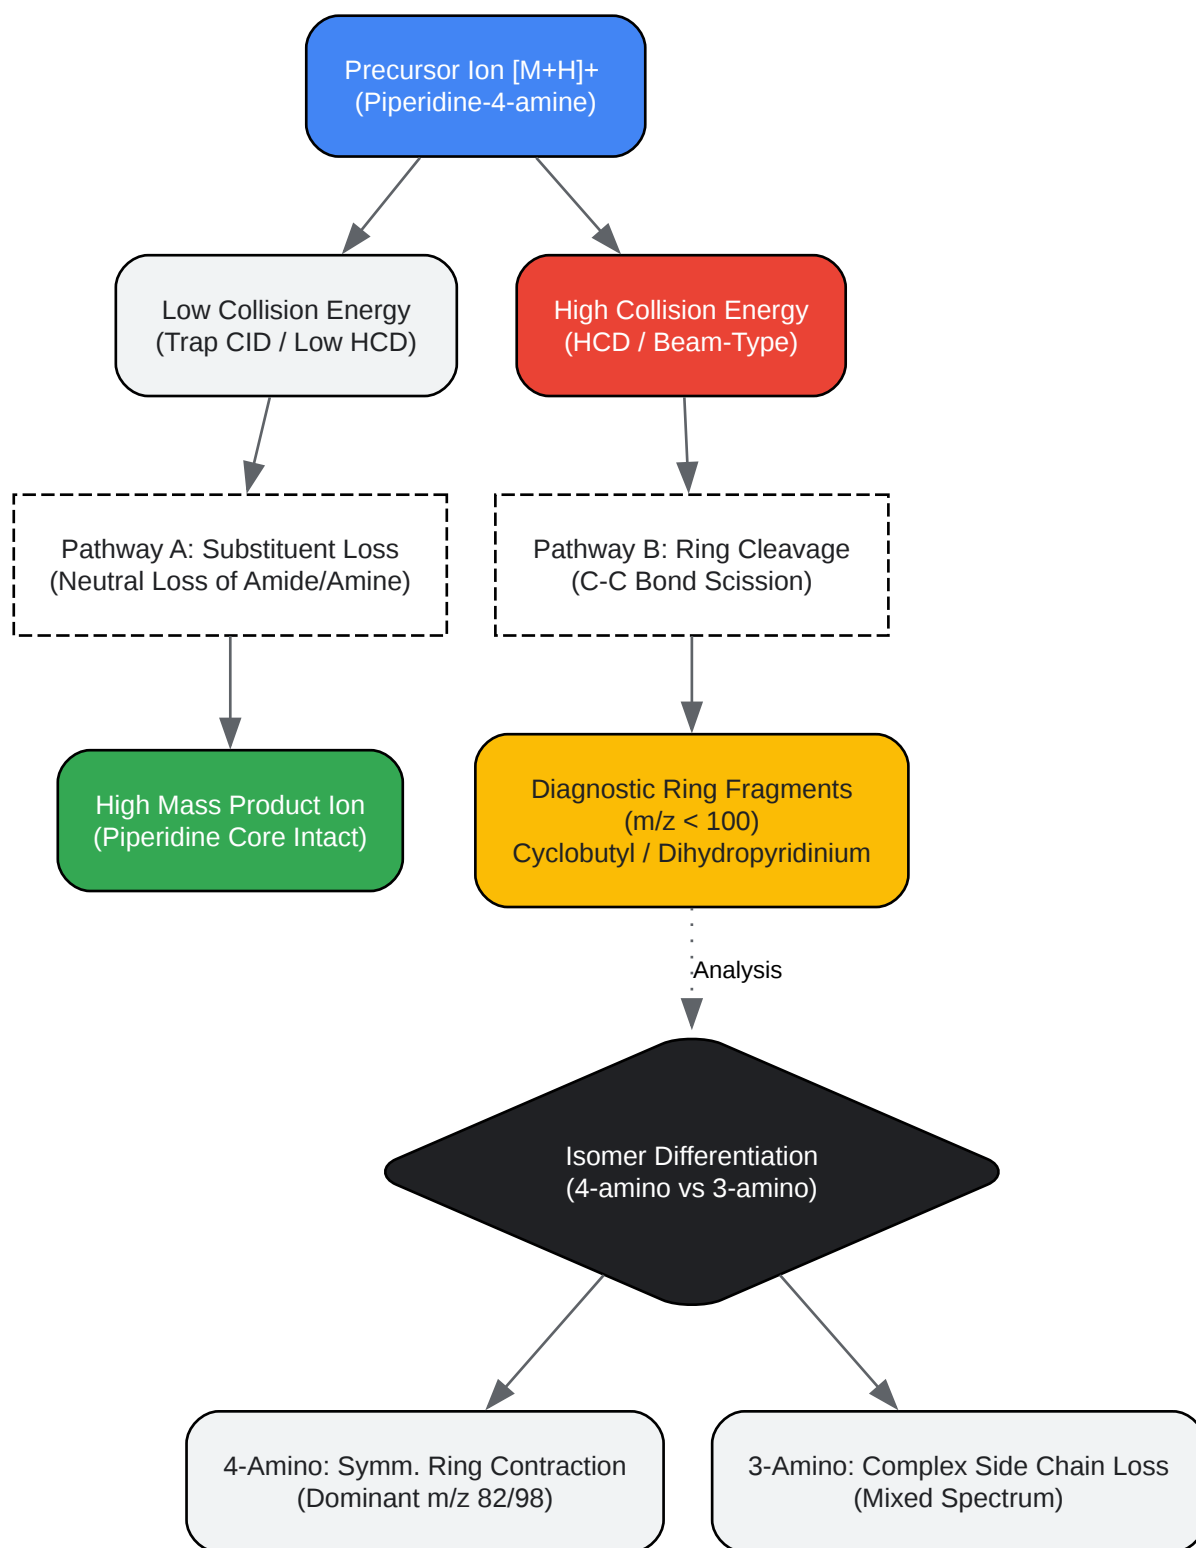 Precursor Ion [M+H]+
(Piperidine-4-amine)
Low Collision Energy
(Trap CID / Low HCD)
High Collision Energy
(HCD / Beam-Type)
Pathway A: Substituent Loss
(Neutral Loss of Amide/Amine)
Pathway B: Ring Cleavage
(C-C Bond Scission)
High Mass Product Ion
(Piperidine Core Intact)
Diagnostic Ring Fragments
(m/z < 100)
Cyclobutyl / Dihydropyridinium
Analysis
Isomer Differentiation
(4-amino vs 3-amino)
4-Amino: Symm. Ring Contraction
(Dominant m/z 82/98)
3-Amino: Complex Side Chain Loss
(Mixed Spectrum)